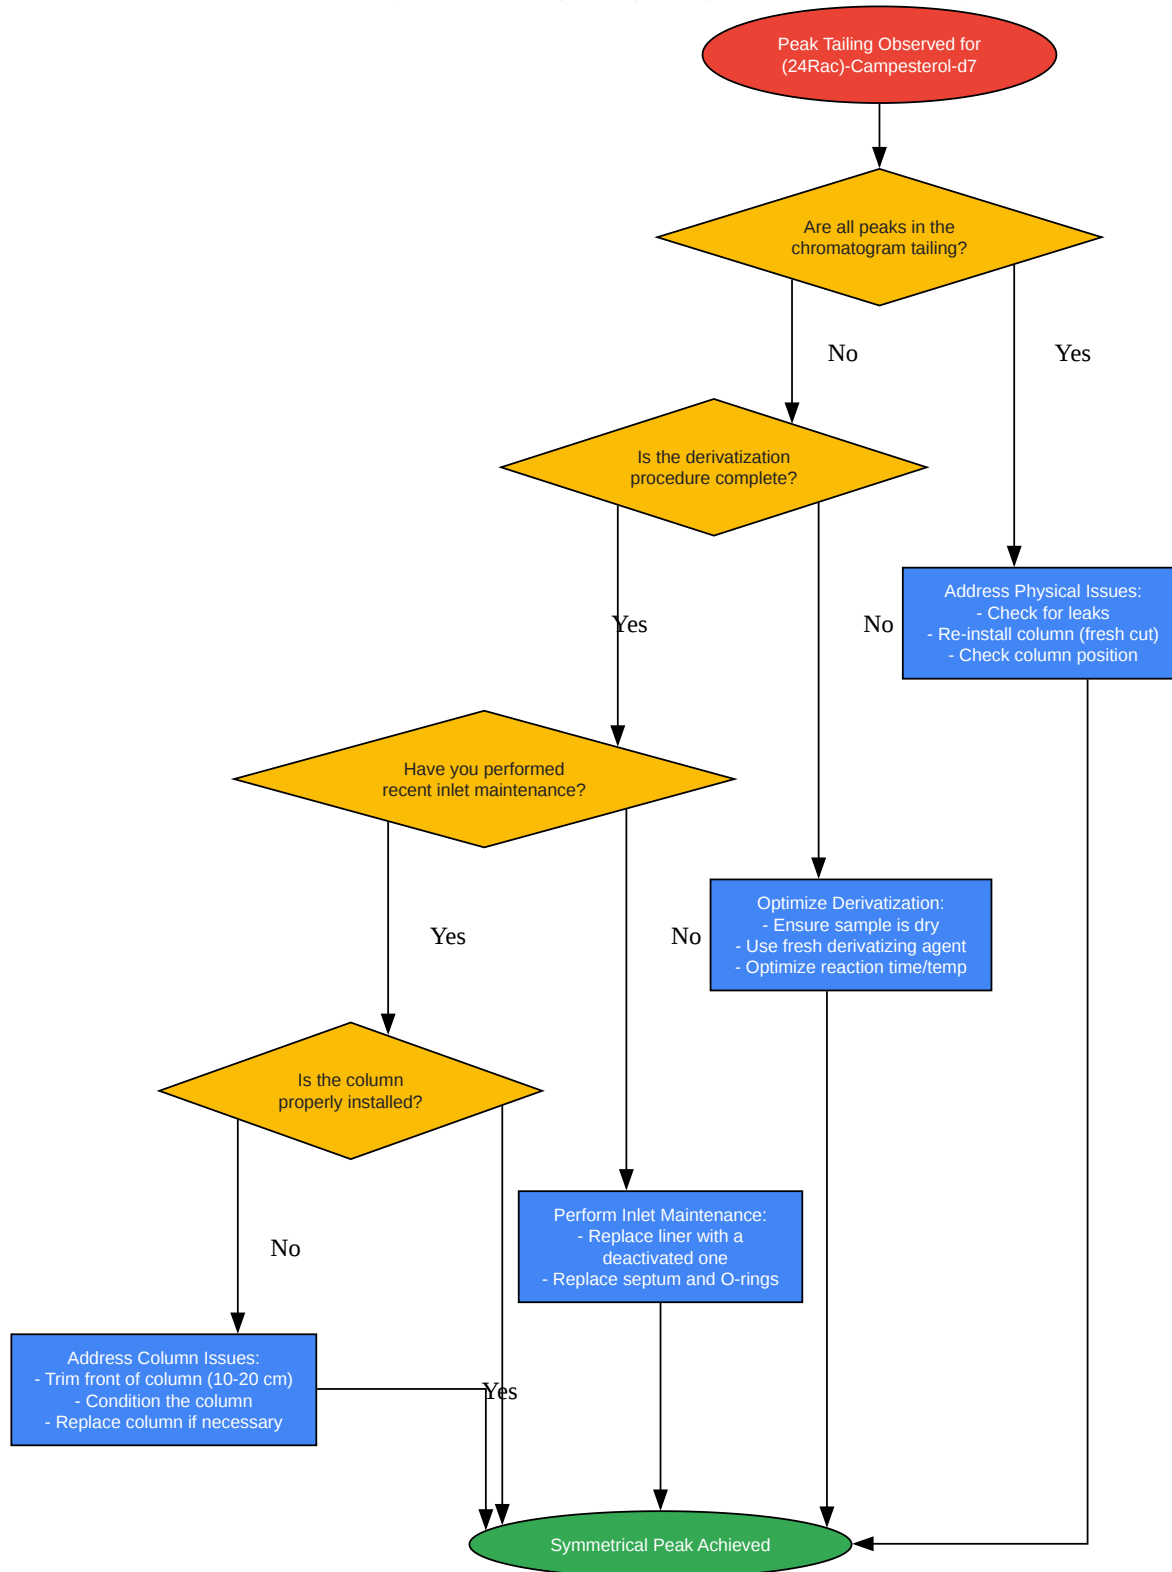 Peak Tailing Observed for
(24Rac)-Campesterol-d7
Are all peaks in the
chromatogram tailing?
No
Yes
Is the derivatization
procedure complete?
Address Physical Issues:
- Check for leaks
- Re-install column (fresh cut)
- Check column position
Yes
No
Have you performed
recent inlet maintenance?
Optimize Derivatization:
- Ensure sample is dry
- Use fresh derivatizing agent
- Optimize reaction time/temp
Yes
No
Is the column
properly installed?
Perform Inlet Maintenance:
- Replace liner with a
deactivated one
- Replace septum and O-rings
No
Address Column Issues:
- Trim front of column (10-20 cm)
- Condition the column
- Replace column if necessary
Yes
Symmetrical Peak Achieved